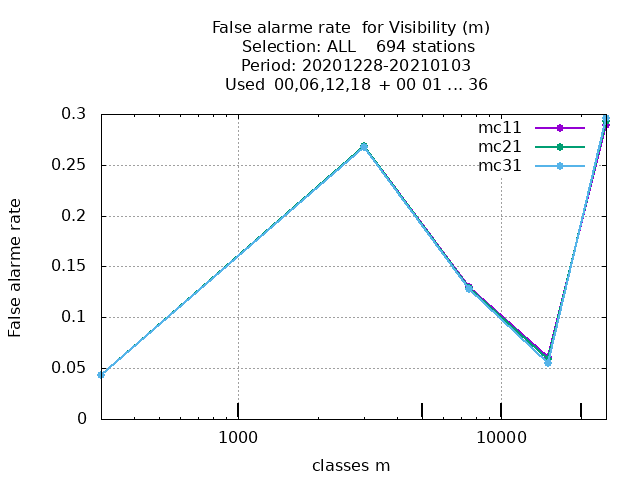 False alarme rate  for Visibility (m)
Selection: ALL    694 stations
Period: 20201228-20210103
Used  00,06,12,18  + 00 01 ... 36
mc11
mc21
mc31
0.3
0.25
0.2
0.15
0.1
0.05
0
False alarme rate
1000
10000
classes m